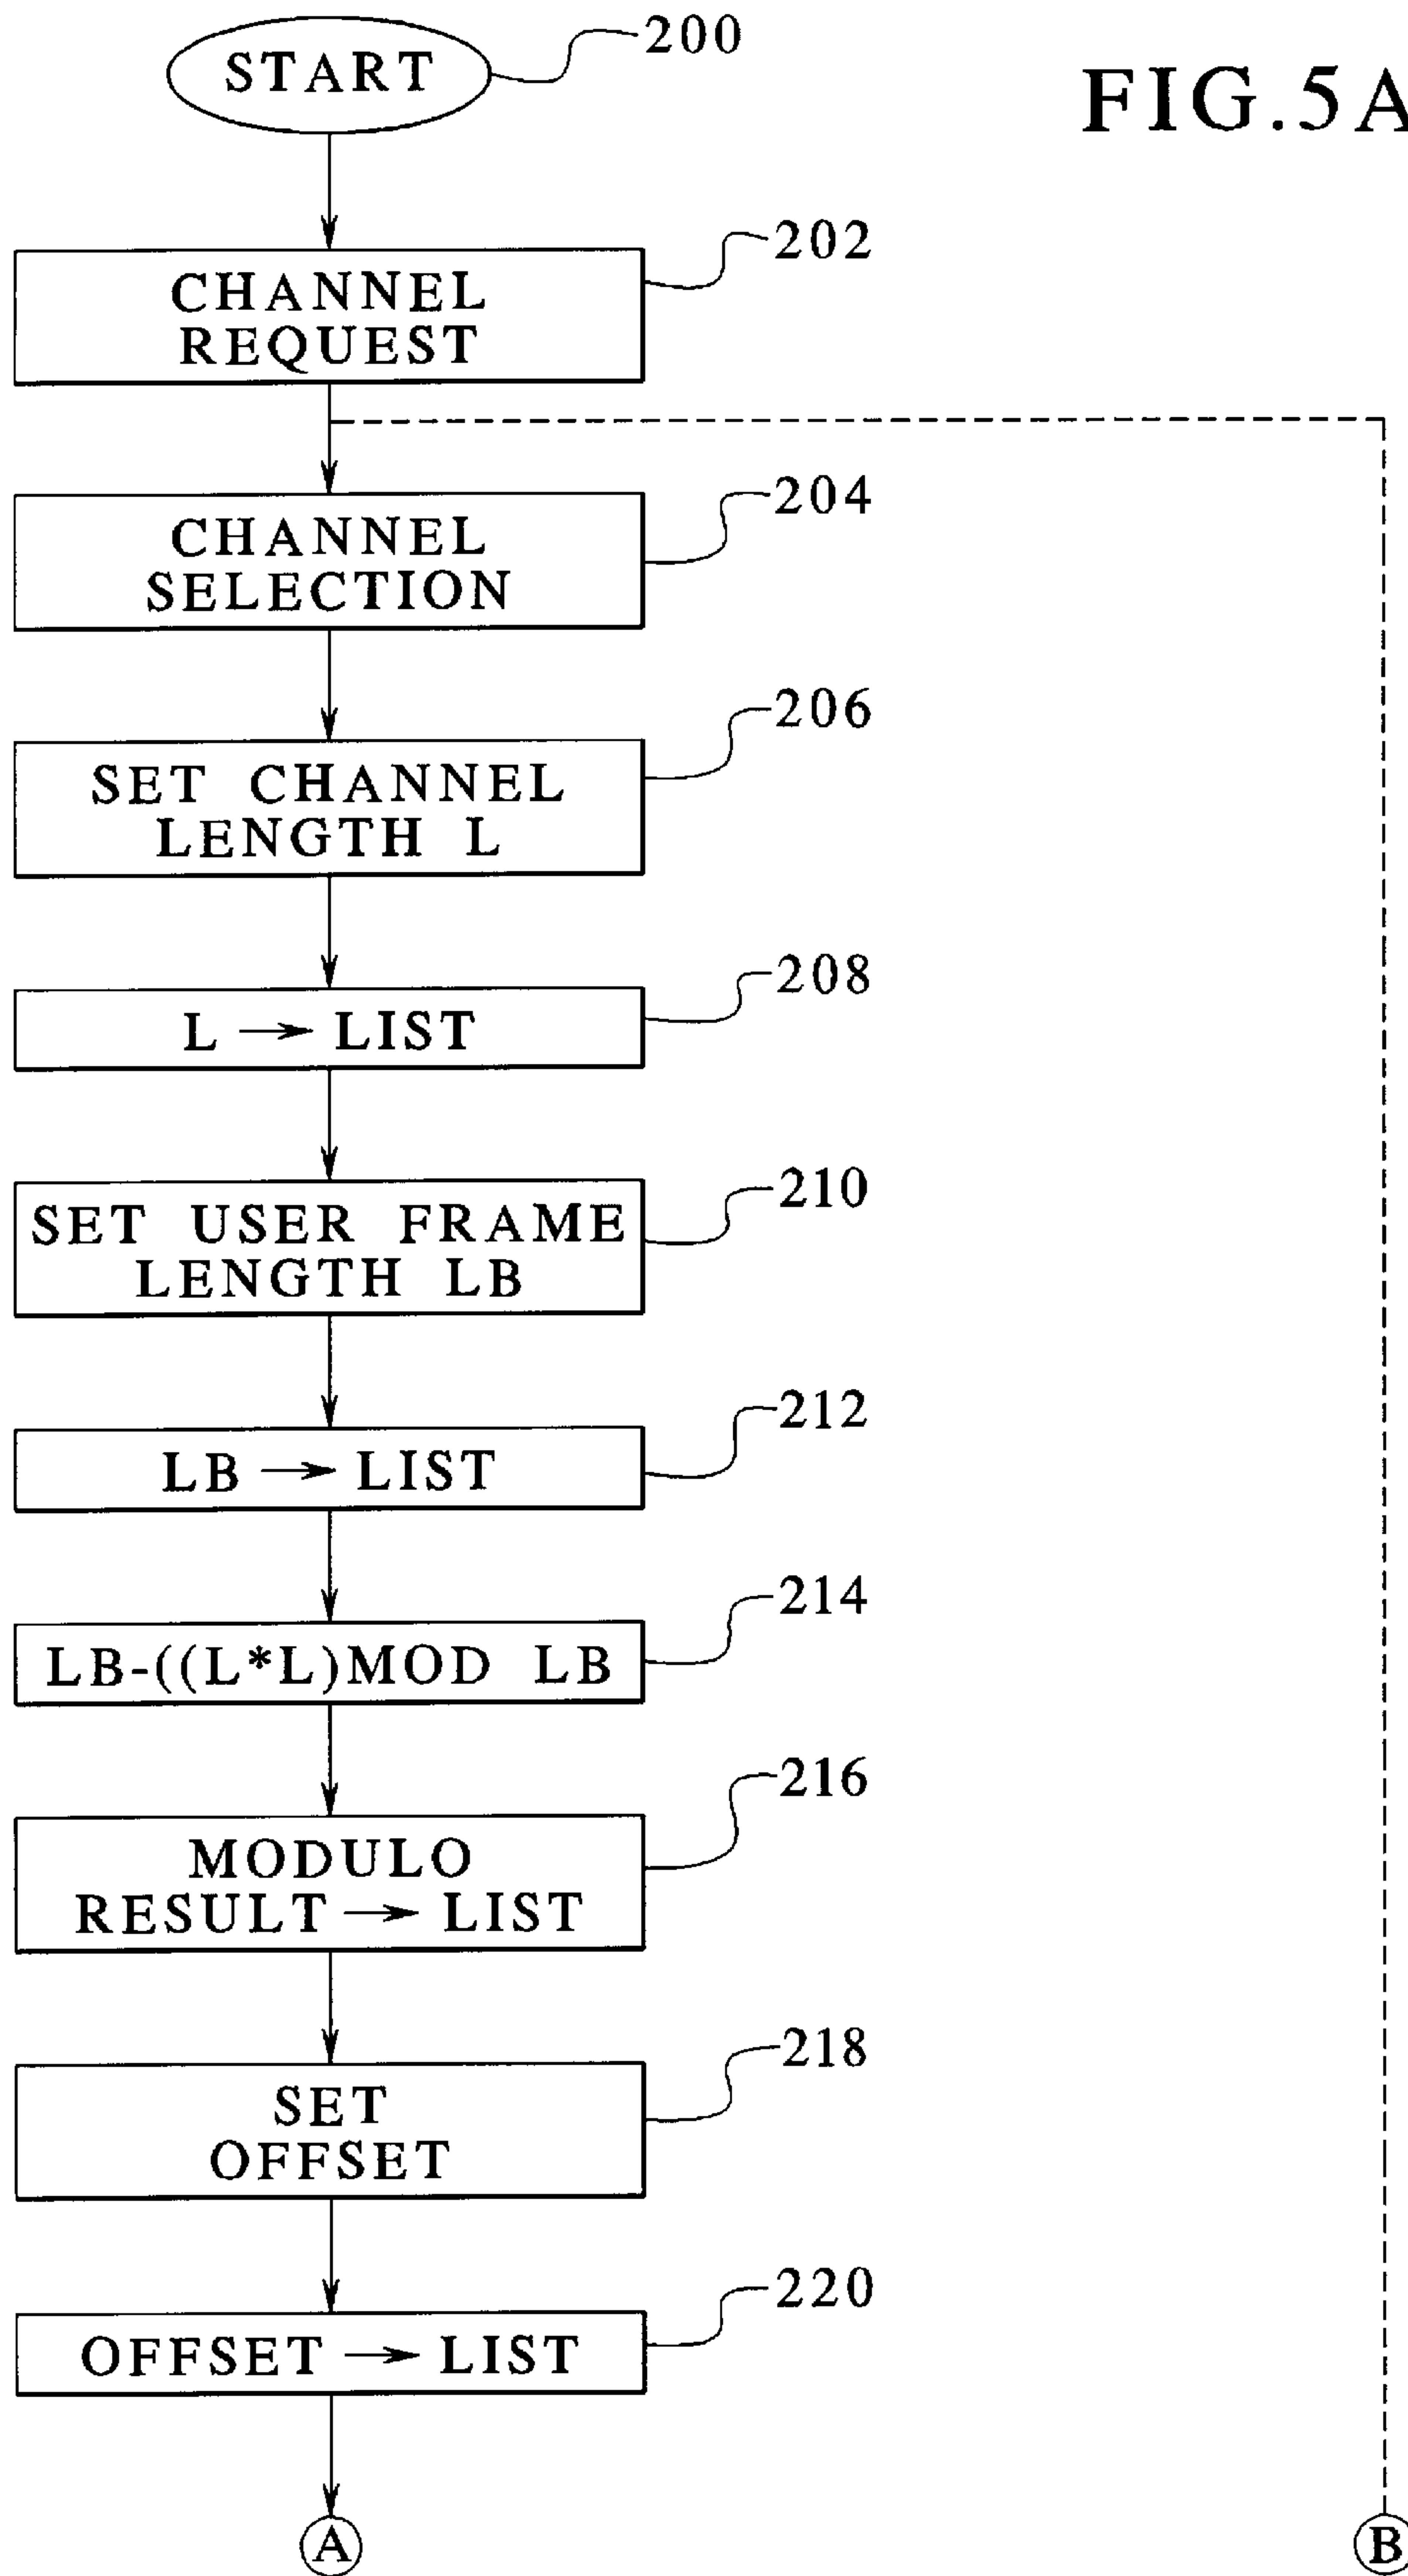 START
200
FIG.5A
202
CHANNEL
REQUEST
204
CHANNEL
SELECTION
206
SET CHANNEL
LENGTH L
208
L → LIST
210
SET USER FRAME
LENGTH LB
212
LB → LIST
214
LB-((L*L)MOD LB
216
MODULO
RESULT → LIST
218
SET
OFFSET
220
OFFSET → LIST
A
B